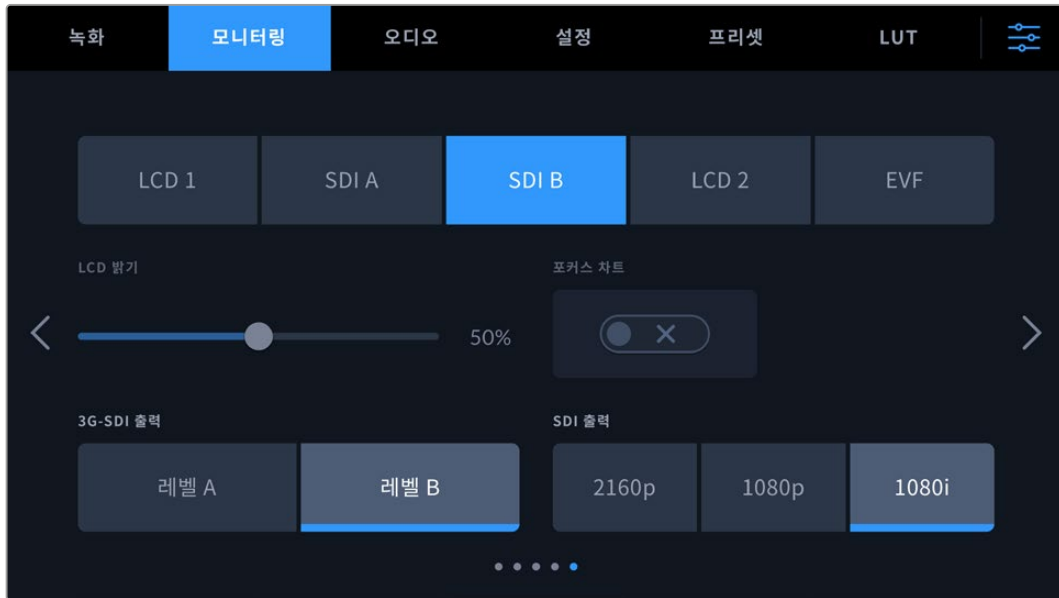 녹화 모니터링 오디오 설정 프리셋 LUT
LCD 1 SDI A SDI B LCD 2 EVF
LCD 밝기 포커스 차트
50%
3G-SDI 출력 SDI 출력
레벨 A 레벨 B 2160p 1080p 1080i